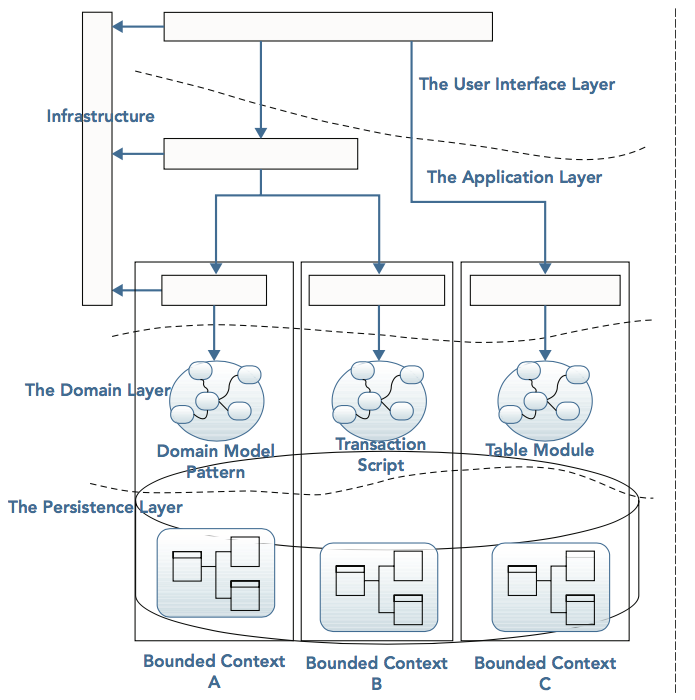 The User Interface Layer
Infrastructure
The Application Layer
The Domain Layer
Domain Model
Pattern
Transaction
Script
Table Module
The Persistence Layer
Bounded Context
A
Bounded Context
B
Bounded Context
C